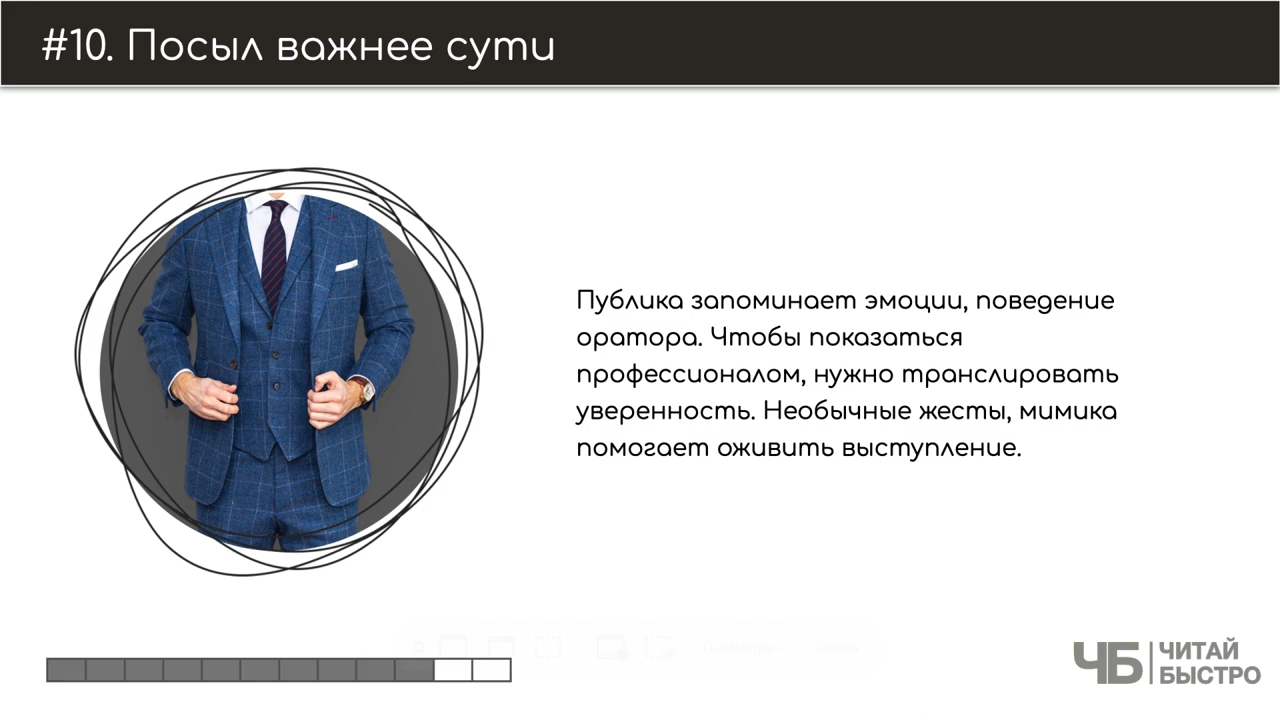 #10. Посыл важнее сути
Публика запоминает эмоции, поведение
оратора. Чтобы показаться
профессионалом, нужно транслировать
уверенность. Необычные жесты, мимика
помогает оживить выступление.
ЧБ
ЧИТАЙ
БЫСТРО